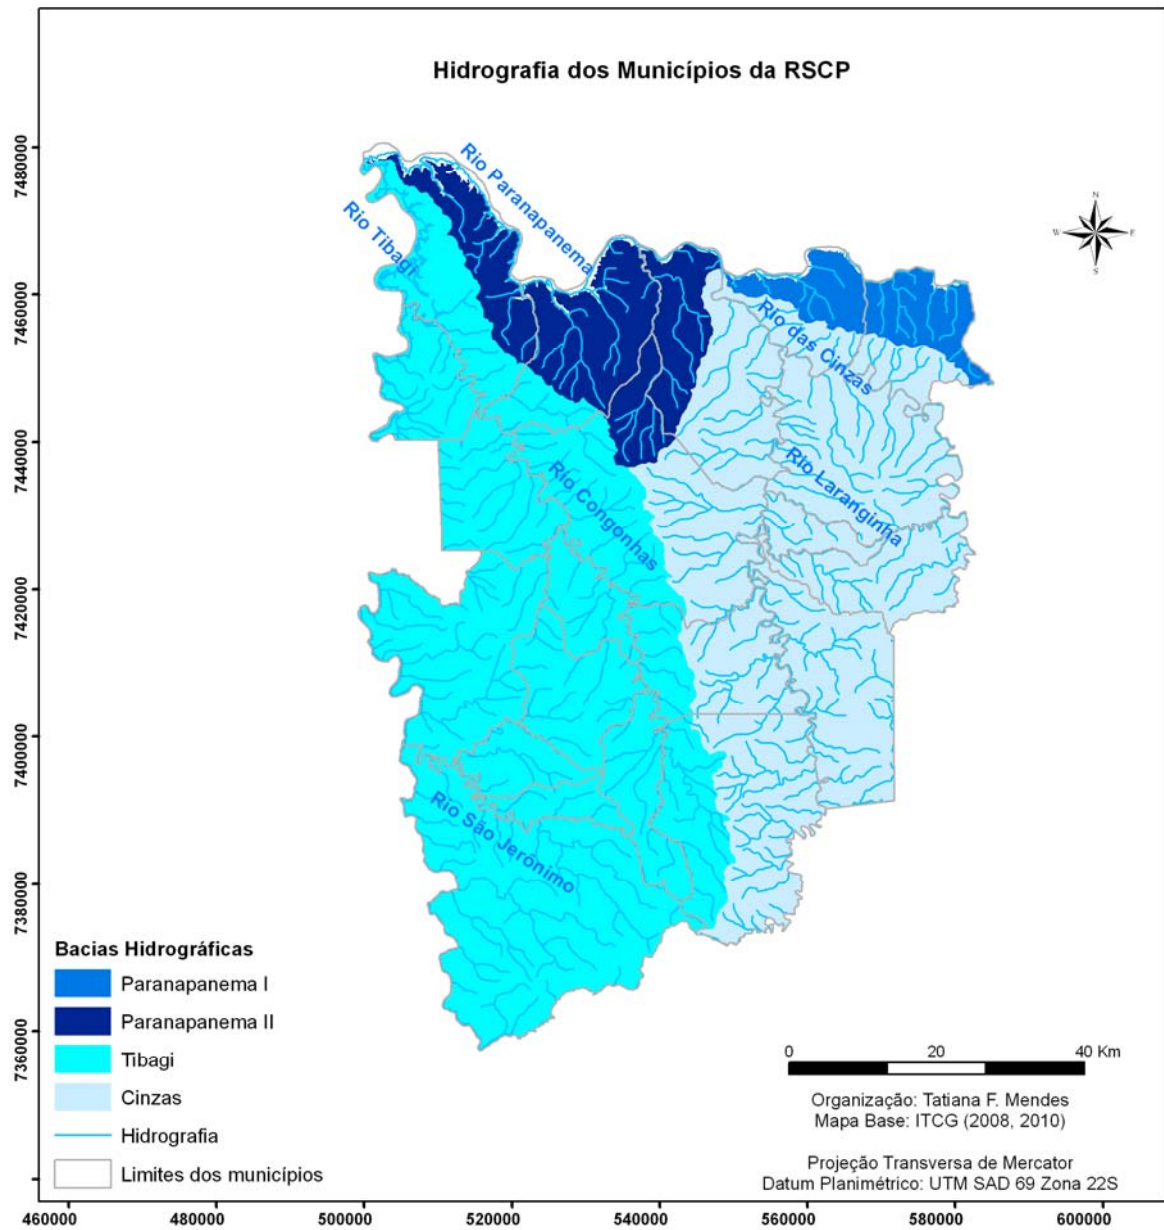 Hidrografia dos Municípios da RSCP
7480000
7460000
7440000
7420000
7400000
7380000
7360000
Rio Paranapanema
Rio Tibagi
N
W
E
S
Rio das Cinzas
Rio Laranginha
Rio Congonhas
Rio São Jerônimo
Bacias Hidrográficas
Paranapanema I
Paranapanema II
Tibagi
Cinzas
Hidrografia
Limites dos municípios
0 20 40 Km
Organização: Tatiana F. Mendes
Mapa Base: ITCG (2008, 2010)
Projeção Transversa de Mercator
Datum Planimétrico: UTM SAD 69 Zona 22S
460000 480000 500000 520000 540000 560000 580000 600000